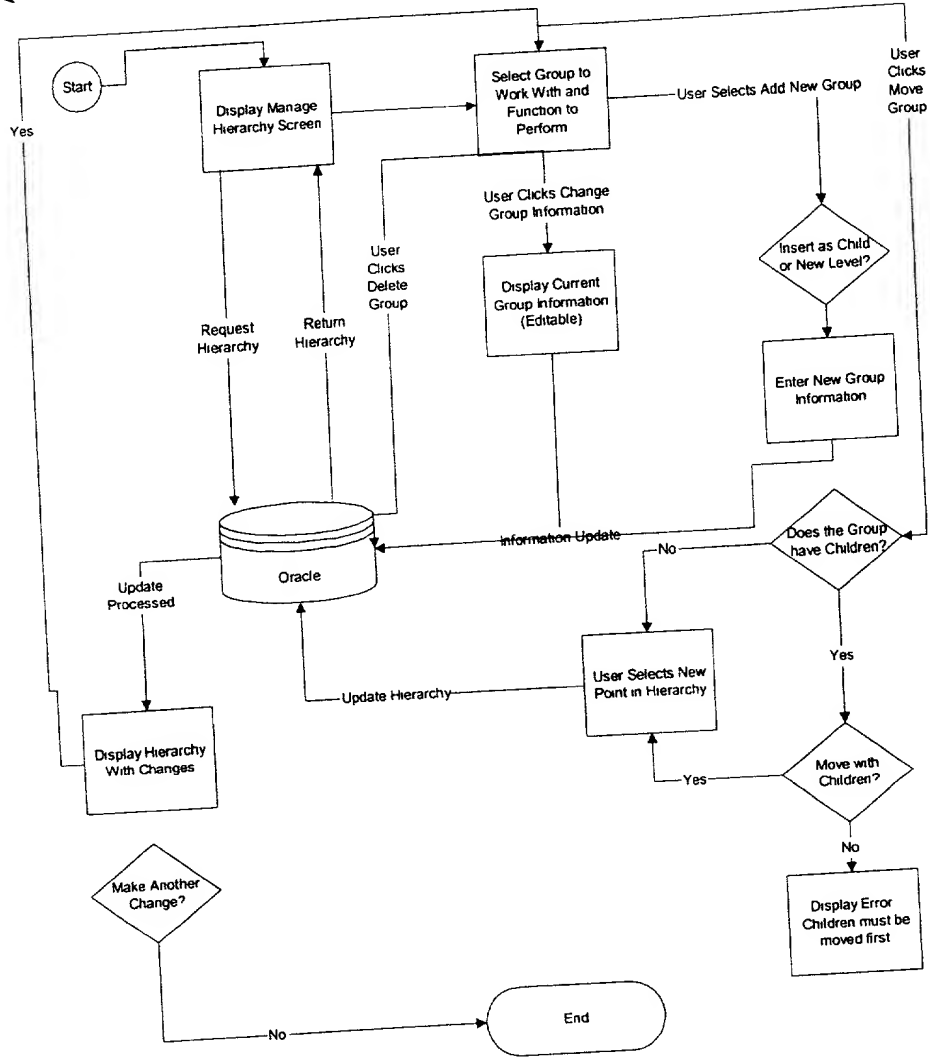 Start
Display Manage
Hierarchy Screen
Select Group to
Work With and
Function to
Perform
User Selects Add New Group
User
Clicks
Move
Group
Yes
User Clicks Change
Group Information
User
Clicks
Delete
Group
Insert as Child
or New Level?
Display Current
Group Information
(Editable)
Request
Hierarchy
Return
Hierarchy
Enter New Group
Information
Information Update
Does the Group
have Children?
No
Oracle
Update
Processed
Yes
User Selects New
Point in Hierarchy
Update Hierarchy
Display Hierarchy
With Changes
Move with
Children?
Yes
No
Make Another
Change?
Display Error
Children must be
moved first
No
End